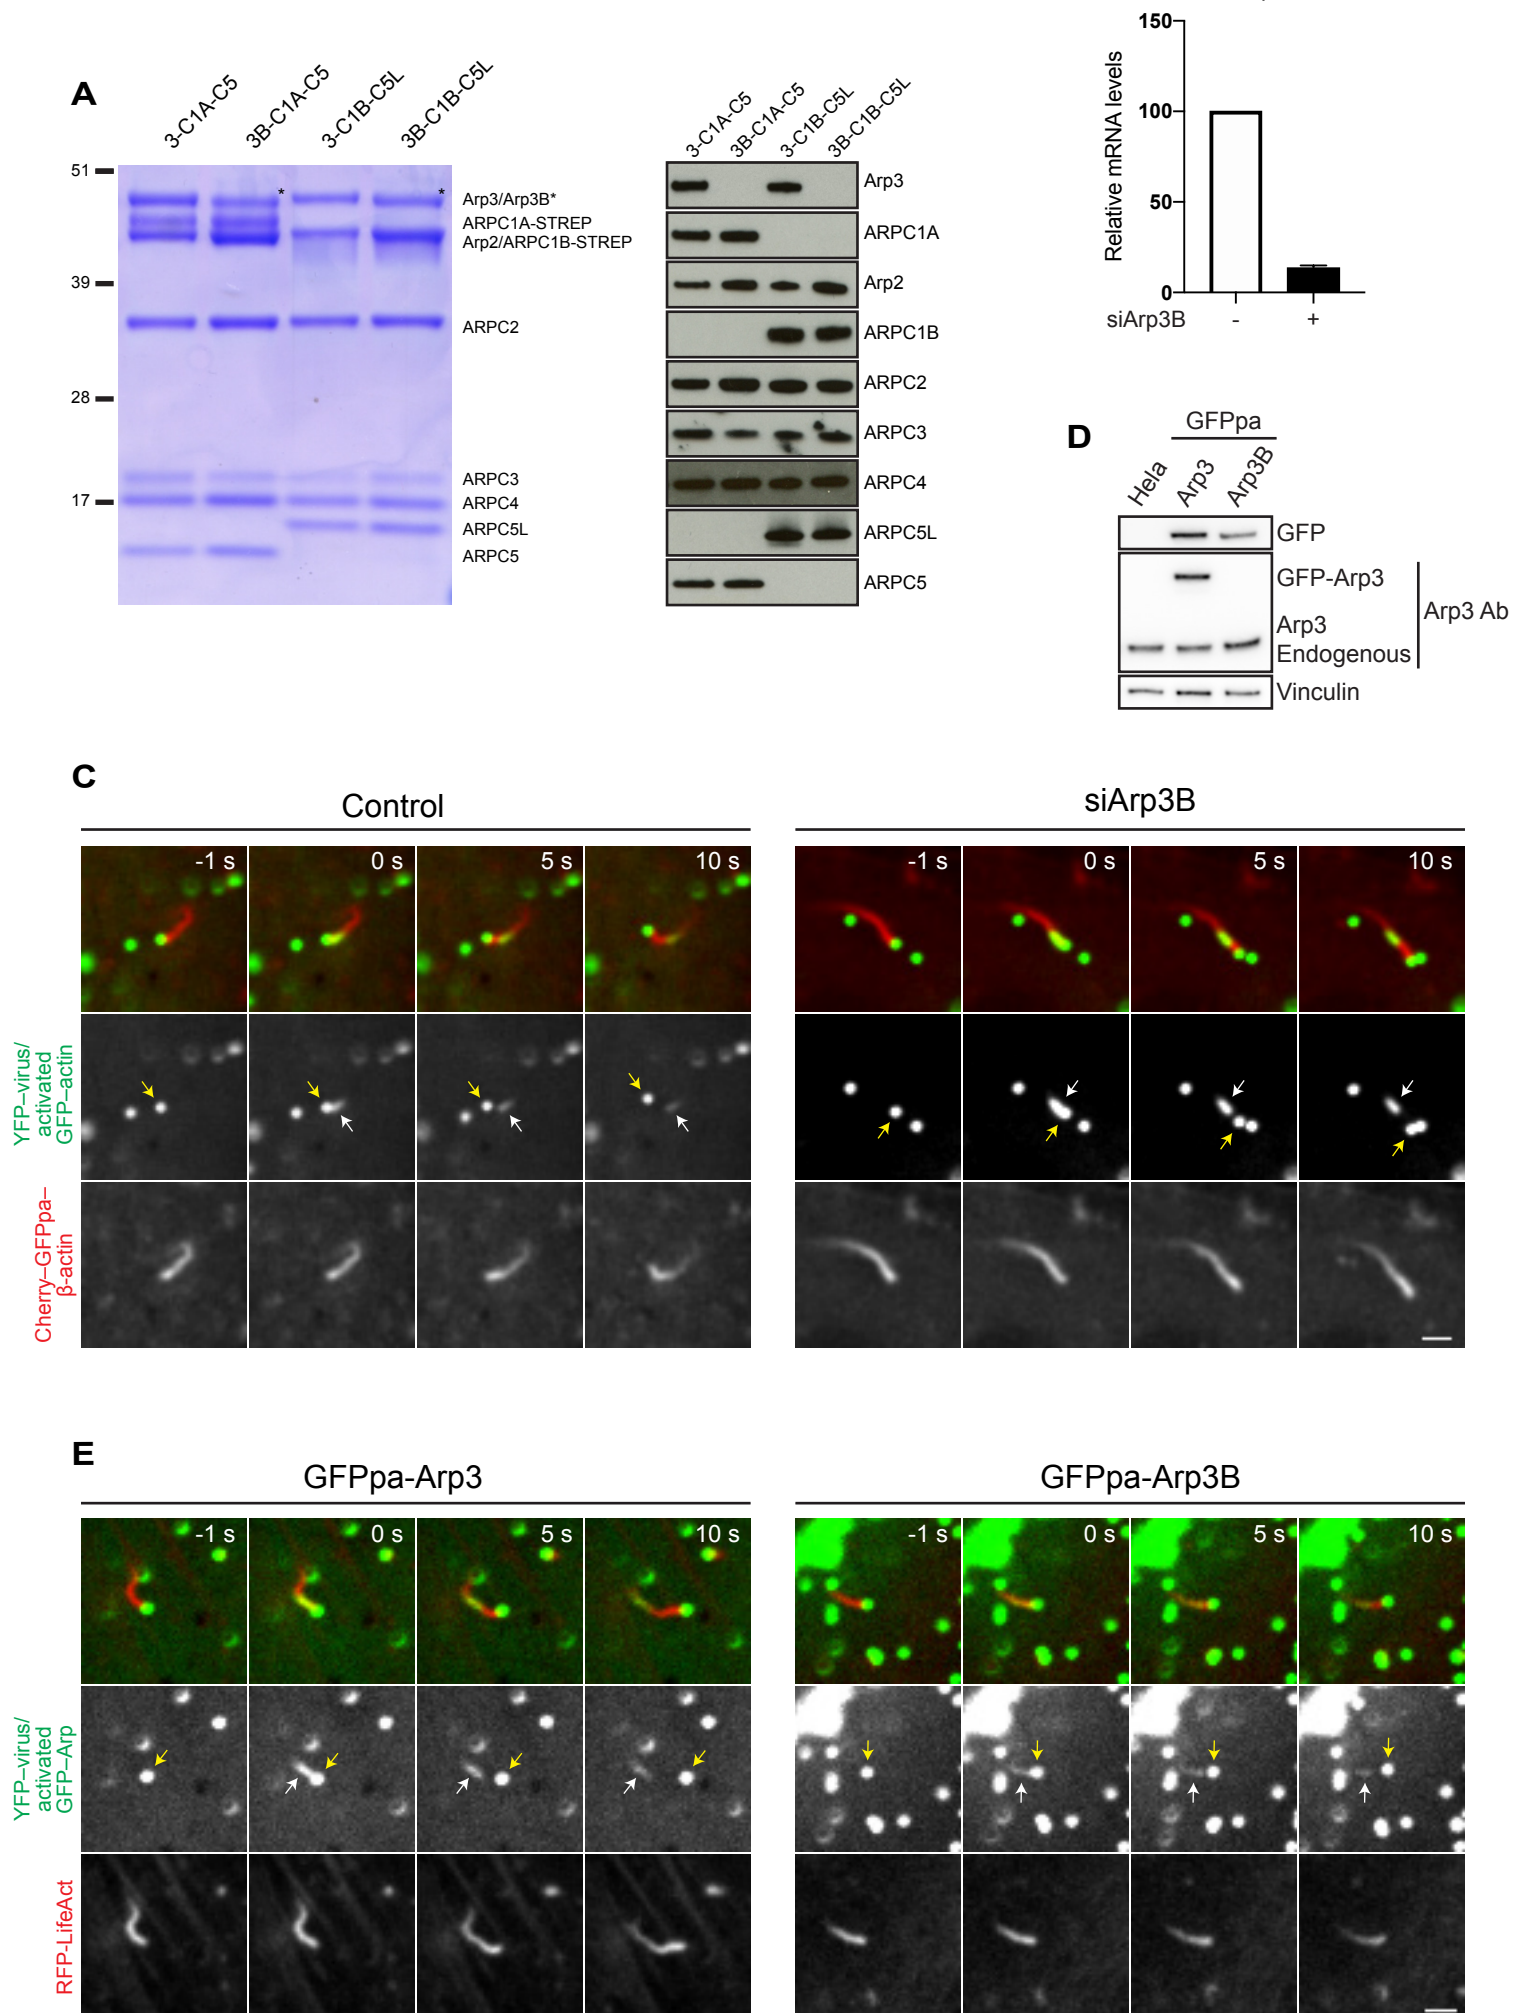 A
3-C1A-C5
3B-C1A-C5
3-C1B-C5L
3B-C1B-C5L
51
39
28
17
*
*
Arp3/Arp3B*
ARPC1A-STREP
Arp2/ARPC1B-STREP
ARPC2
ARPC3
ARPC4
ARPC5L
ARPC5
3-C1A-C5
3B-C1A-C5
3-C1B-C5L
3B-C1B-C5L
Arp3
ARPC1A
Arp2
ARPC1B
ARPC2
ARPC3
ARPC4
ARPC5L
ARPC5
Relative mRNA levels
150
100
50
0
siArp3B - +
D
GFPpa
Hela
Arp3
Arp3B
GFP
GFP-Arp3
Arp3
Endogenous
Arp3 Ab
Vinculin
C
Control
siArp3B
-1 s 0 s 5 s 10 s
-1 s 0 s 5 s 10 s
YFP–virus/
activated
GFP–actin
Cherry–GFPpa–
β-actin
E
GFPpa-Arp3
GFPpa-Arp3B
-1 s 0 s 5 s 10 s
-1 s 0 s 5 s 10 s
YFP–virus/
activated
GFP–Arp
RFP-LifeAct